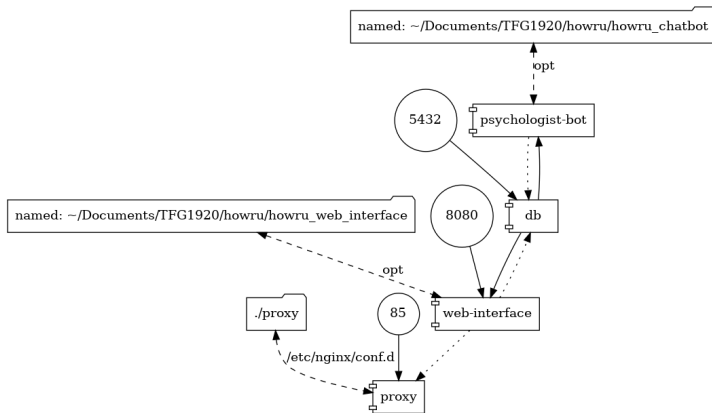 named: ~/Documents/TFG1920/howru/howru_chatbot
opt
5432
psychologist-bot
named: ~/Documents/TFG1920/howru/howru_web_interface
8080
db
opt
./proxy
85
web-interface
/etc/nginx/conf.d
proxy